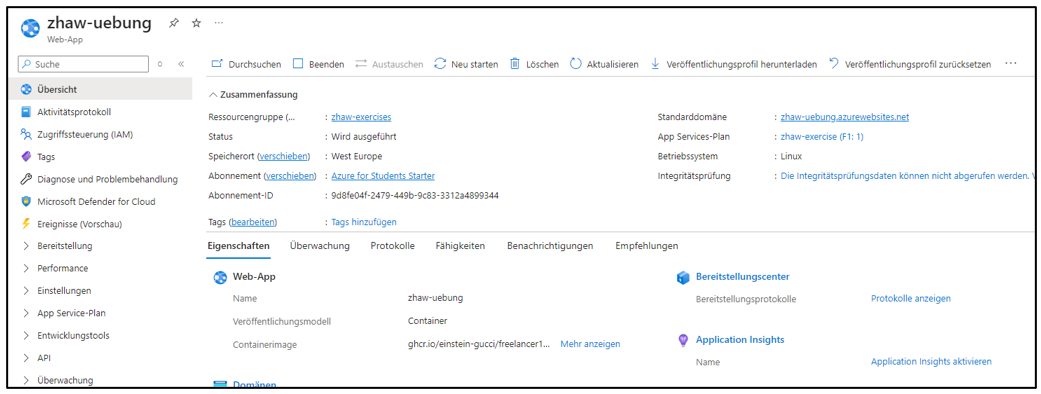 zhaw-uebung
Web-App
Suche
Übersicht
Aktivitätsprotokoll
Zugriffssteuerung (IAM)
Tags
Diagnose und Problembehandlung
Microsoft Defender for Cloud
Ereignisse (Vorschau)
Bereitstellung
Performance
Einstellungen
App Service-Plan
Entwicklungstools
API
Überwachung
Durchsuchen Beenden Austauschen Neu starten Löschen Aktualisieren Veröffentlichungsprofil herunterladen Veröffentlichungsprofil zurücksetzen ...
Zusammenfassung
Ressourcengruppe (... : zhaw-exercises
Status : Wird ausgeführt
Speicherort (verschieben) : West Europe
Abonnement (verschieben) : Azure for Students Starter
Abonnement-ID : 9d8fe04f-2479-449b-9c83-3312a4899344
Standarddomäne : zhaw-uebung.azurewebsites.net
App Services-Plan : zhaw-exercise (F1: 1)
Betriebssystem : Linux
Integritätsprüfung : Die Integritätsprüfungsdaten können nicht abgerufen werden.
Tags (bearbeiten) : Tags hinzufügen
Eigenschaften Überwachung Protokolle Fähigkeiten Benachrichtigungen Empfehlungen
Web-App
Name zhaw-uebung
Veröffentlichungsmodell Container
Containerimage ghcr.io/einstein-gucci/freelancer1... Mehr anzeigen
Domänen
Bereitstellungscenter
Bereitstellungsprotokolle Protokolle anzeigen
Application Insights
Name Application Insights aktivieren